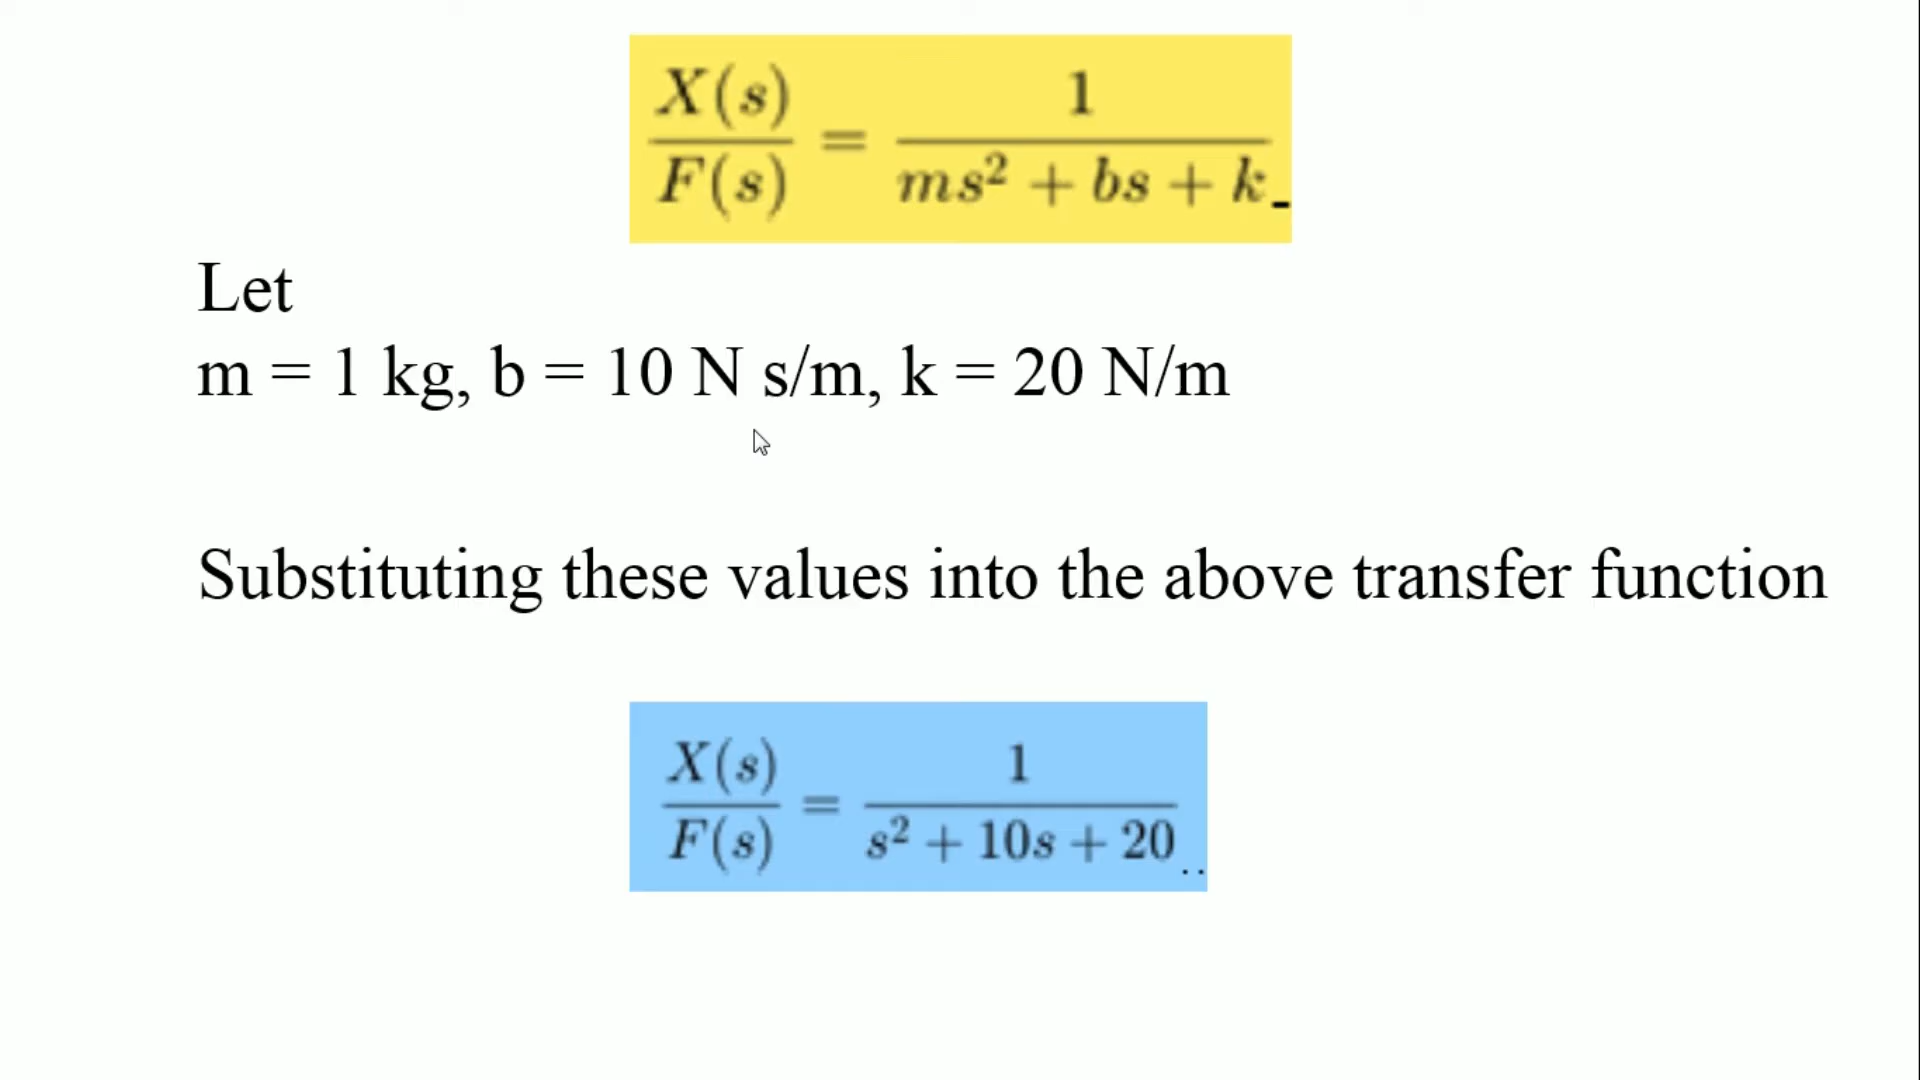 X(s)/F(s) = 1/(ms² + bs + k)
Let
m = 1 kg, b = 10 N s/m, k = 20 N/m
Substituting these values into the above transfer function
X(s)/F(s) = 1/(s² + 10s + 20)